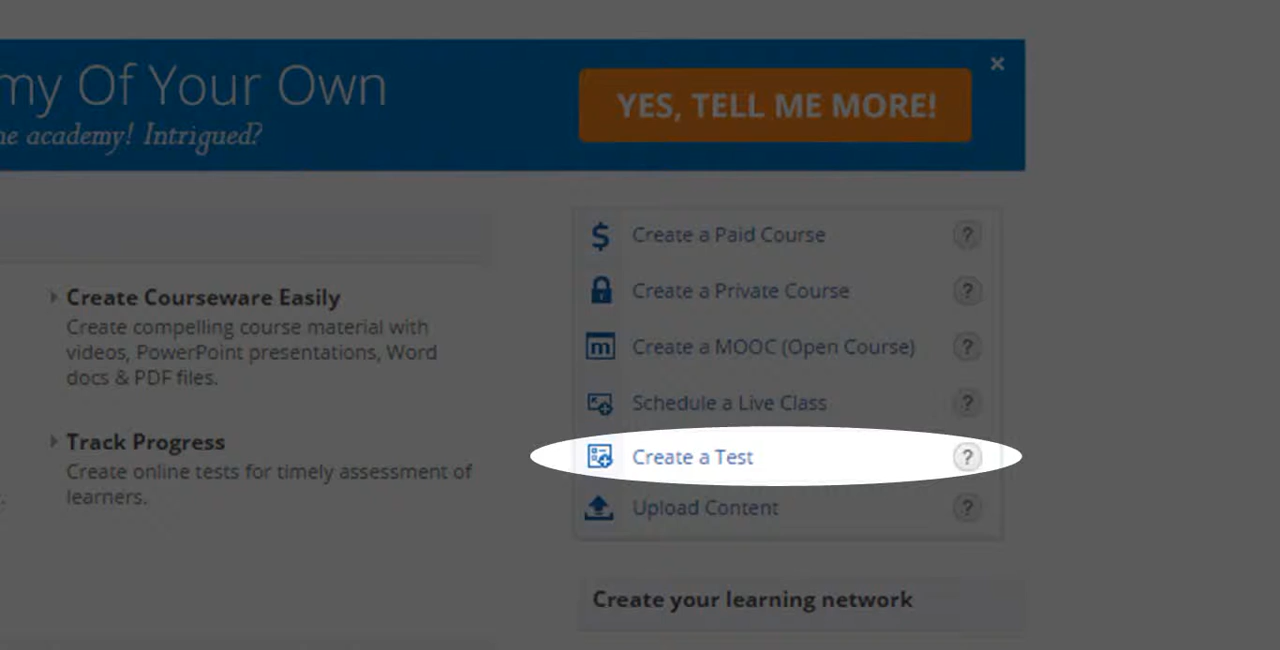 my Of Your Own
ne academy! Intrigued?
×
YES, TELL ME MORE!
Create Courseware Easily
Create compelling course material with
videos, PowerPoint presentations, Word
docs & PDF files.
Track Progress
Create online tests for timely assessment of
learners.
$ Create a Paid Course ?
Create a Private Course ?
m Create a MOOC (Open Course) ?
Schedule a Live Class ?
Create a Test ?
Upload Content ?
Create your learning network